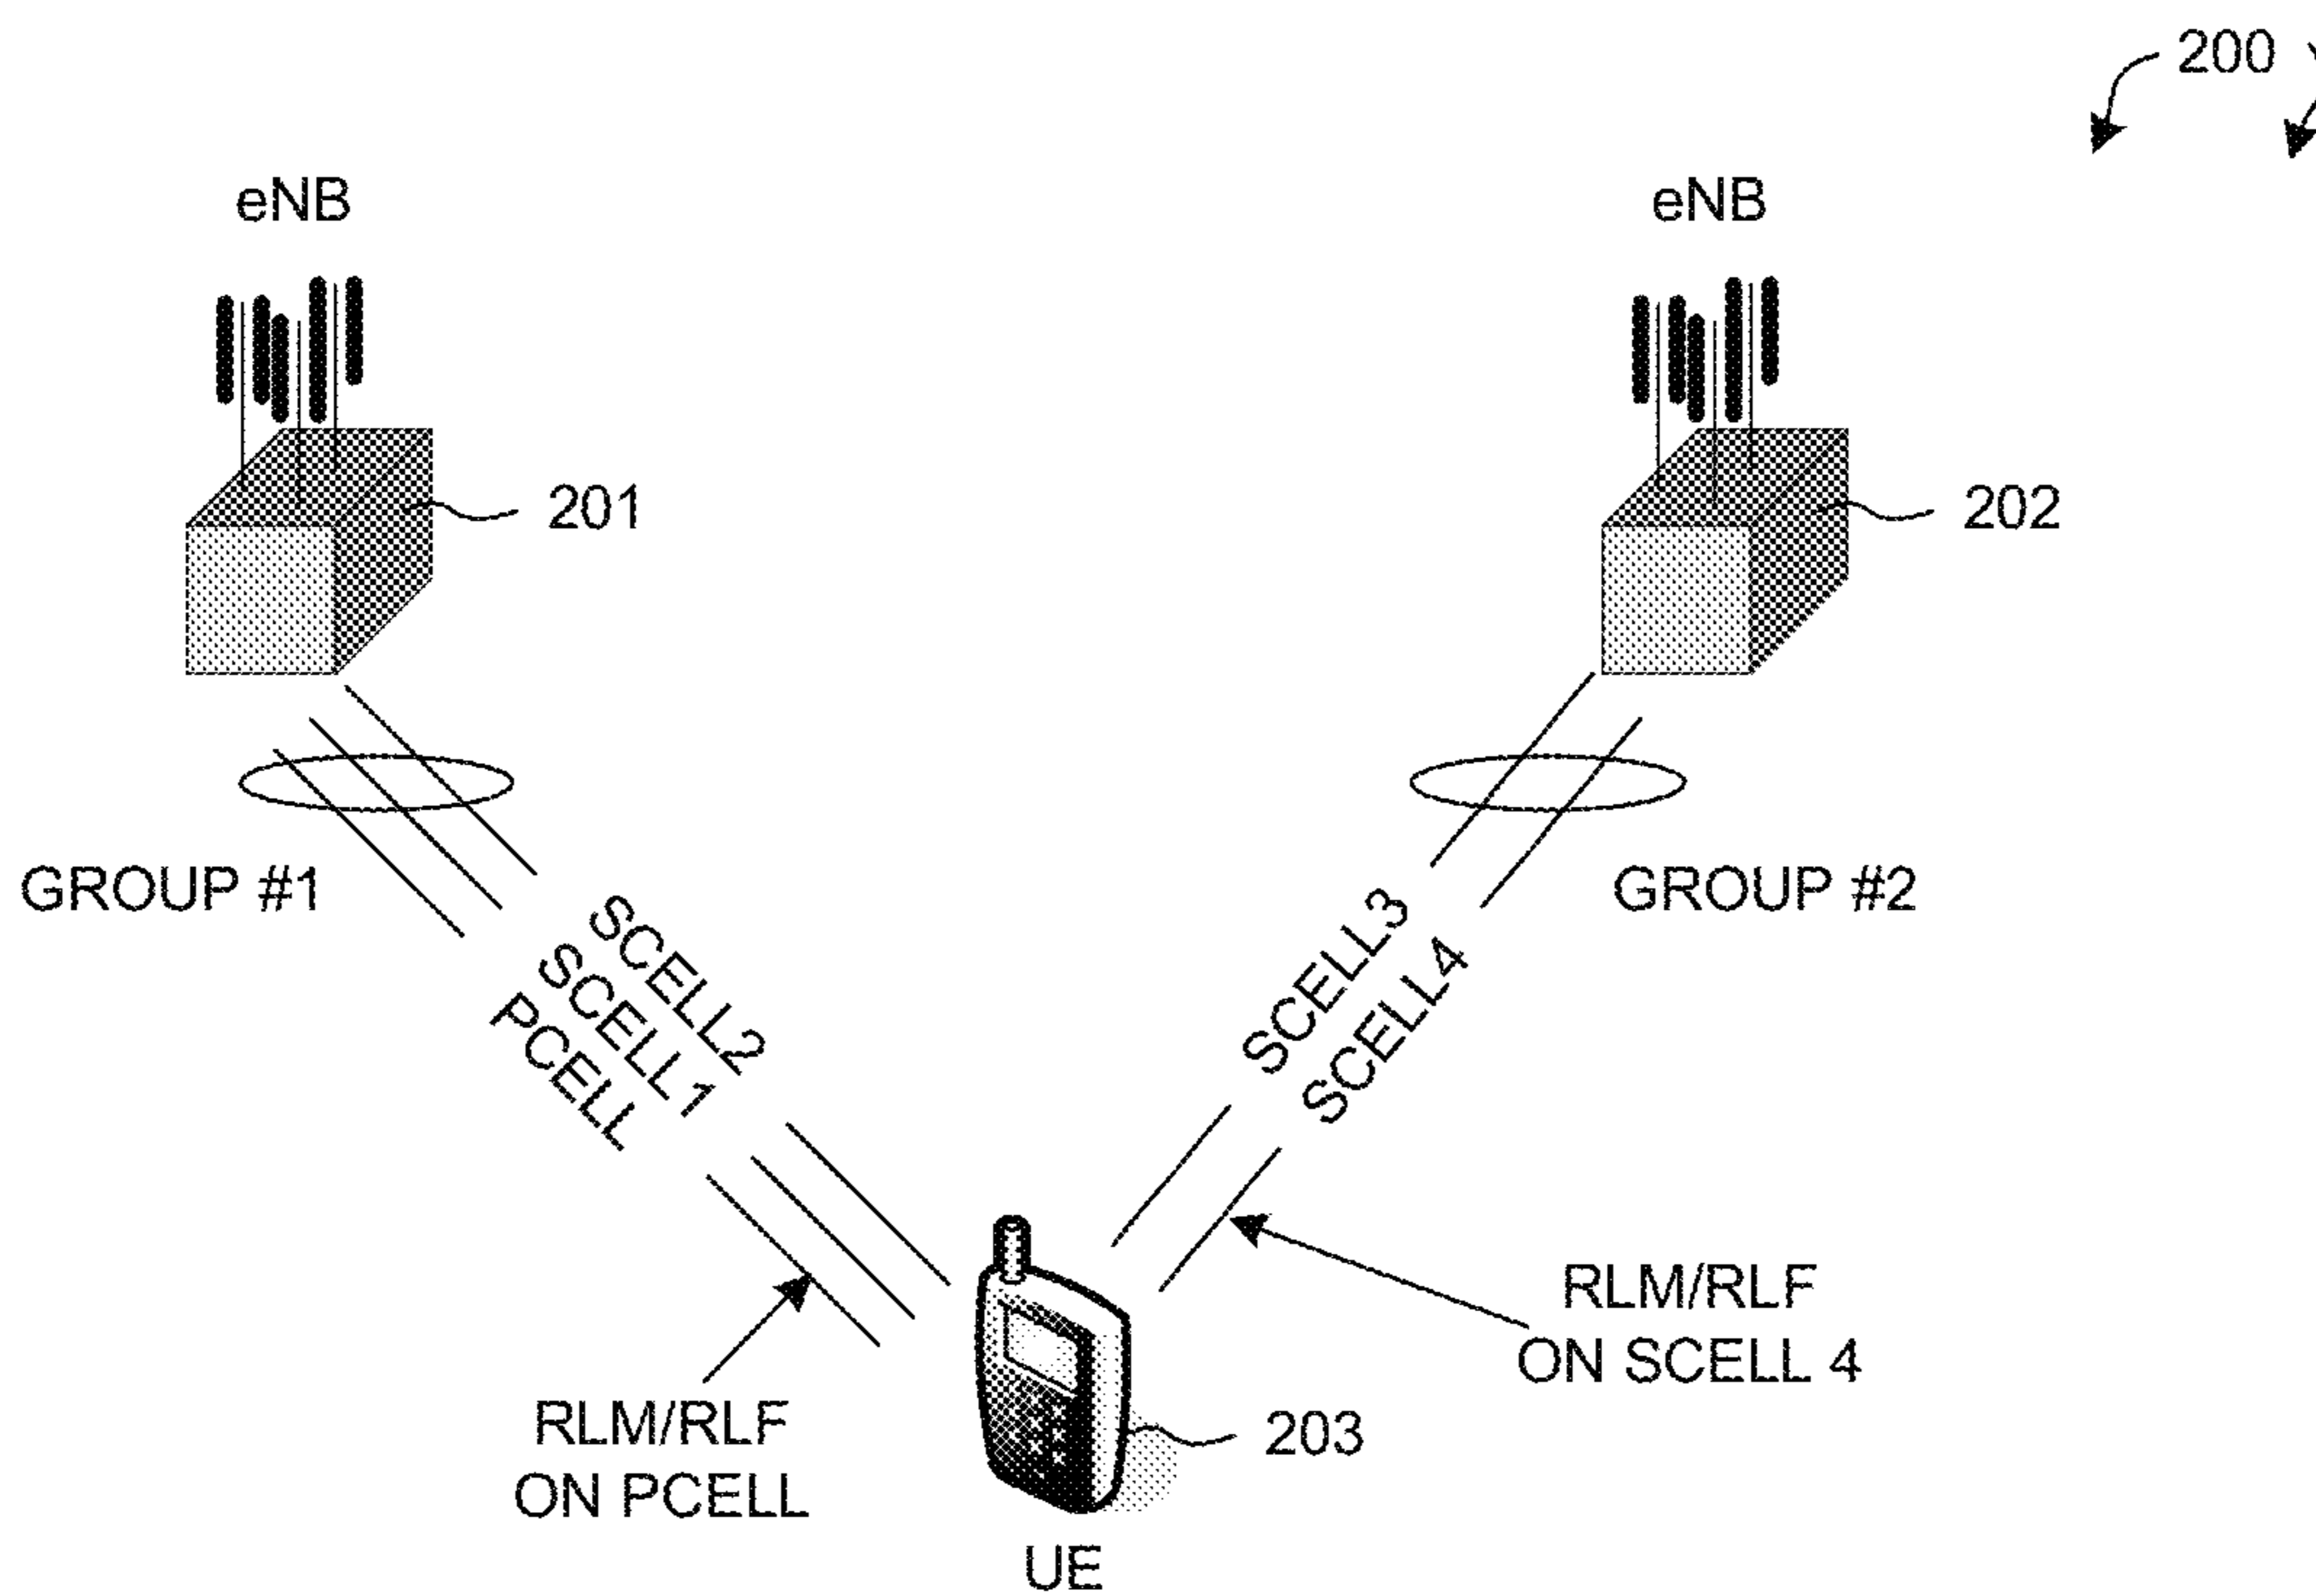 200
eNB
eNB
201
202
GROUP #1
GROUP #2
SCELL2
SCELL1
PCELL
SCELL3
SCELL4
RLM/RLF
ON SCELL 4
RLM/RLF
ON PCELL
203
UE